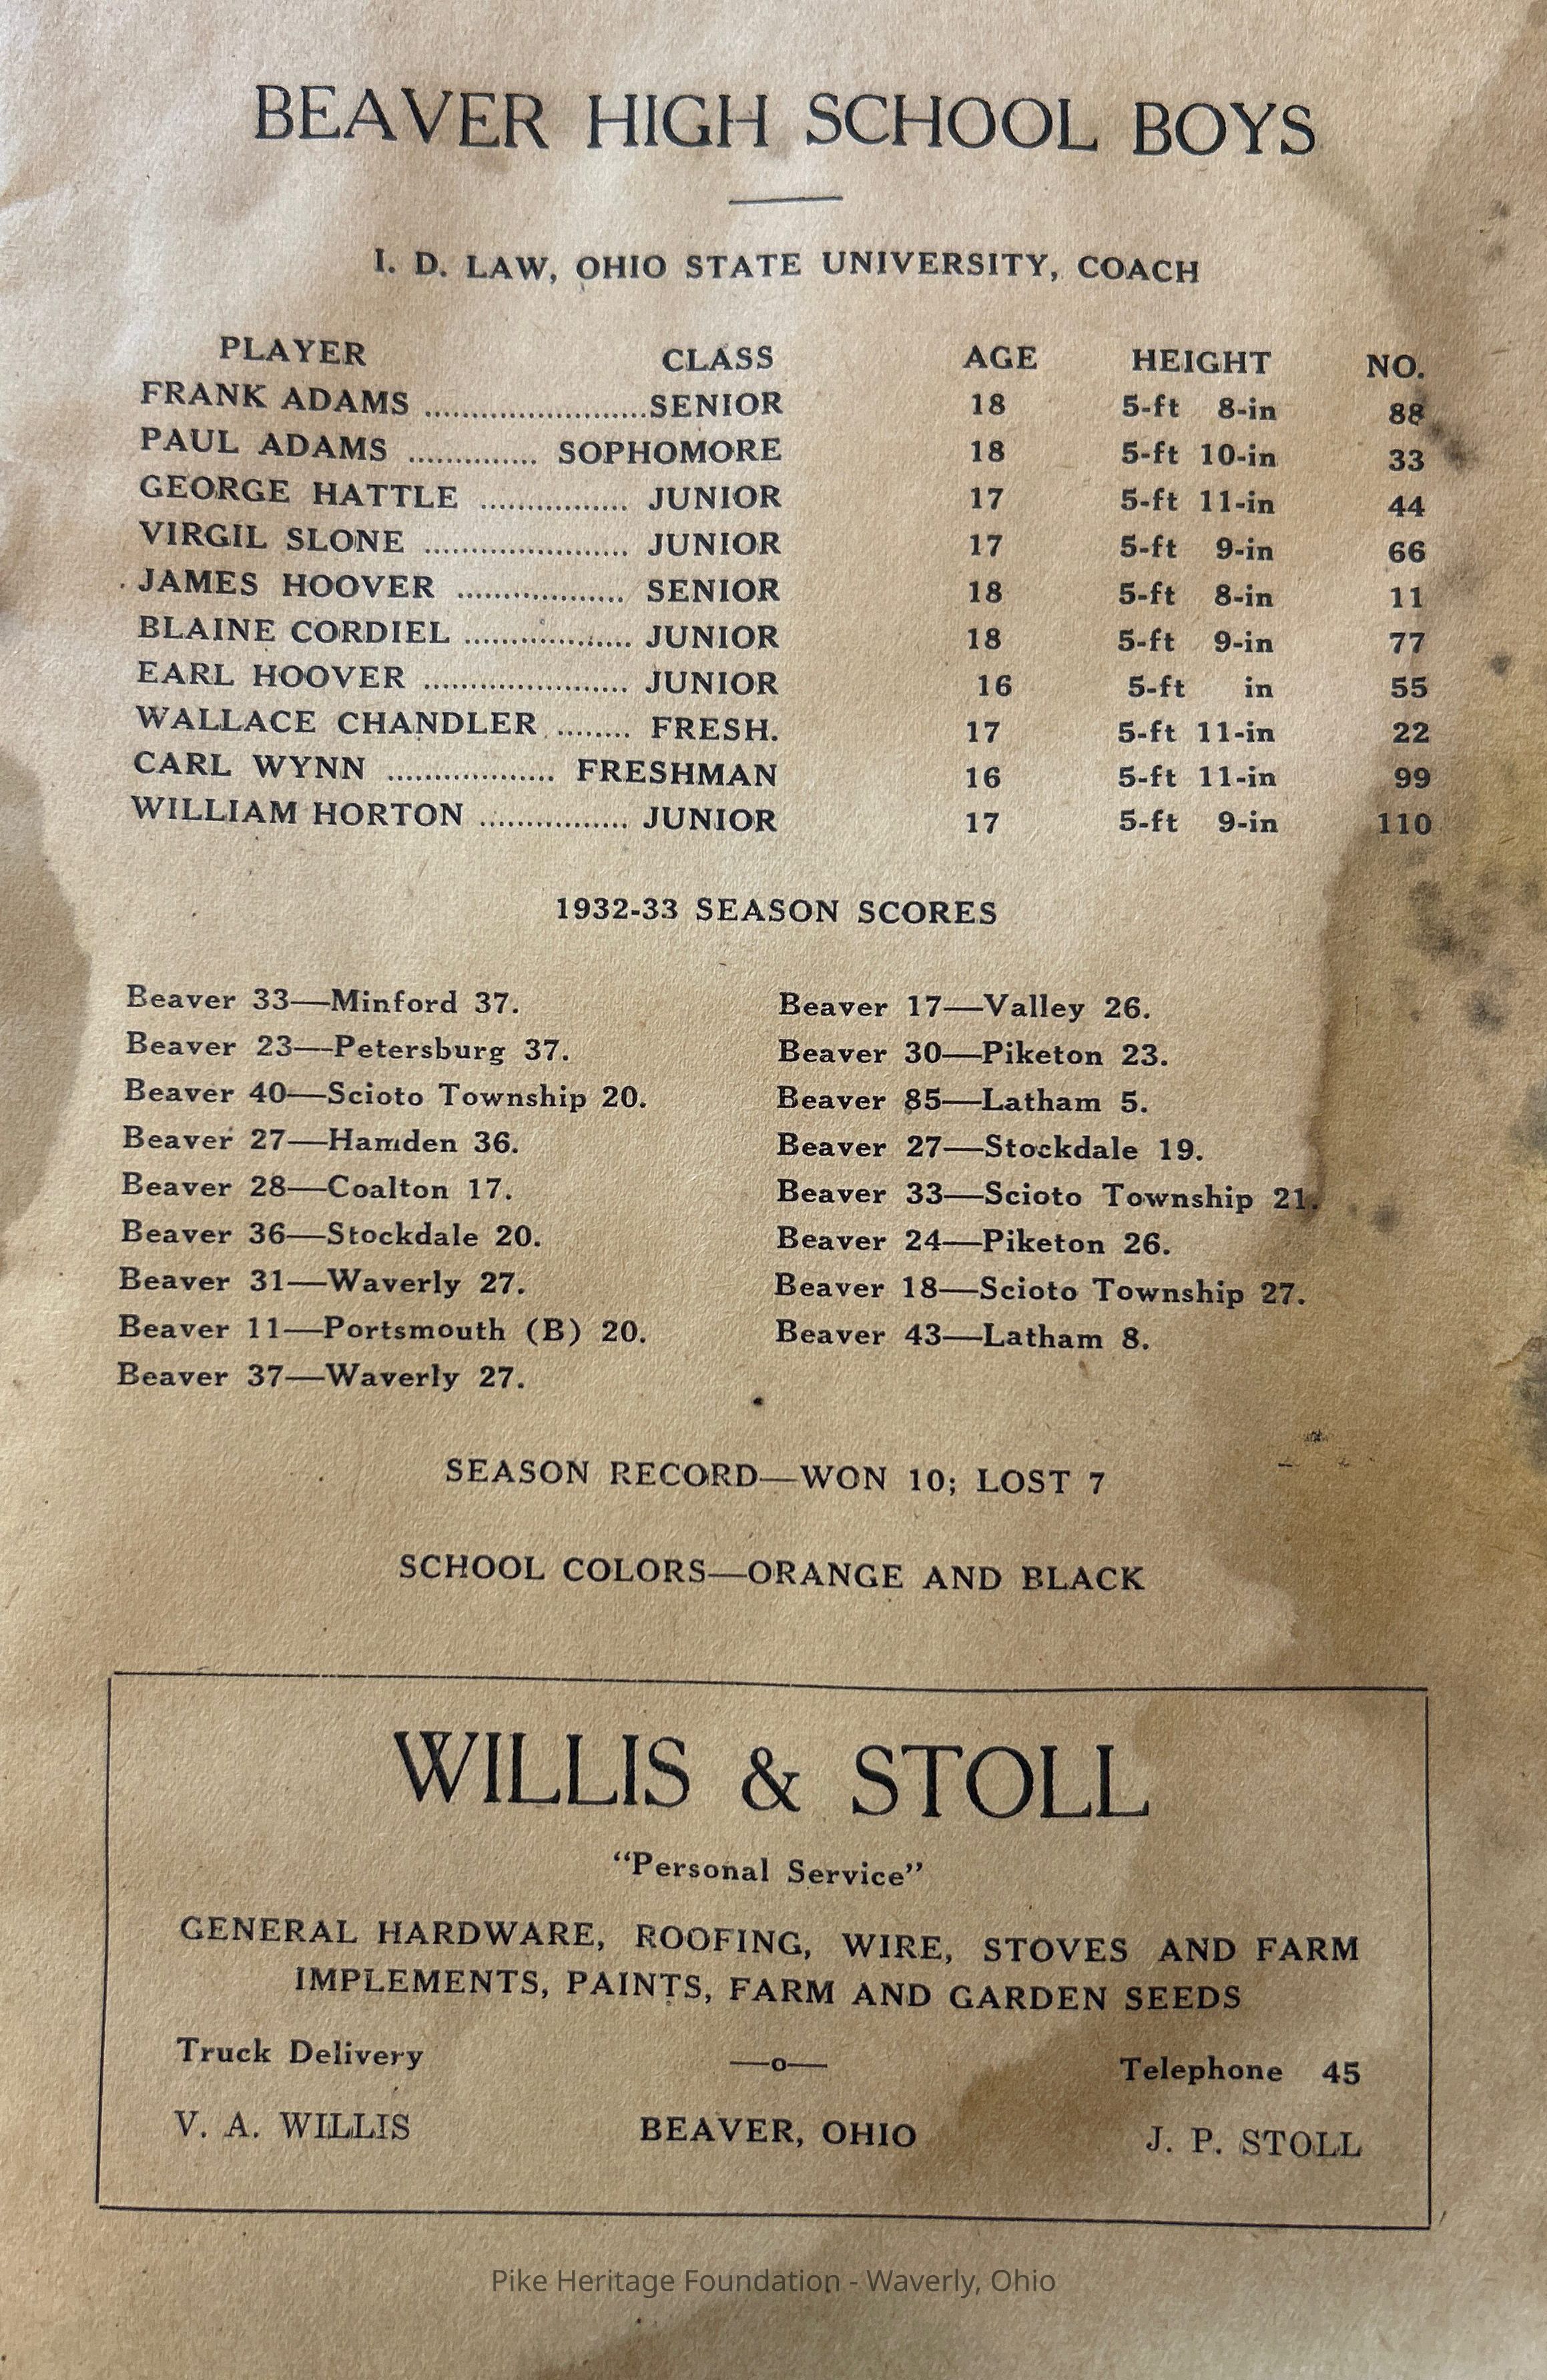 BEAVER HIGH SCHOOL BOYS
I. D. LAW, OHIO STATE UNIVERSITY, COACH
PLAYER CLASS AGE HEIGHT NO.
FRANK ADAMS ........................SENIOR 18 5-ft 8-in 88
PAUL ADAMS .............. SOPHOMORE 18 5-ft 10-in 33
GEORGE HATTLE ................ JUNIOR 17 5-ft 11-in 44
VIRGIL SLONE ...................... JUNIOR 17 5-ft 9-in 66
JAMES HOOVER .................. SENIOR 18 5-ft 8-in 11
BLAINE CORDIEL .................. JUNIOR 18 5-ft 9-in 77
EARL HOOVER ...................... JUNIOR 16 5-ft in 55
WALLACE CHANDLER ........ FRESH. 17 5-ft 11-in 22
CARL WYNN .................. FRESHMAN 16 5-ft 11-in 99
WILLIAM HORTON ................ JUNIOR 17 5-ft 9-in 110
1932-33 SEASON SCORES
Beaver 33—Minford 37.
Beaver 23—Petersburg 37.
Beaver 40—Scioto Township 20.
Beaver 27—Hamden 36.
Beaver 28—Coalton 17.
Beaver 36—Stockdale 20.
Beaver 31—Waverly 27.
Beaver 11—Portsmouth (B) 20.
Beaver 37—Waverly 27.
Beaver 17—Valley 26.
Beaver 30—Piketon 23.
Beaver 85—Latham 5.
Beaver 27—Stockdale 19.
Beaver 33—Scioto Township 21.
Beaver 24—Piketon 26.
Beaver 18—Scioto Township 27.
Beaver 43—Latham 8.
SEASON RECORD—WON 10; LOST 7
SCHOOL COLORS—ORANGE AND BLACK
WILLIS & STOLL
"Personal Service"
GENERAL HARDWARE, ROOFING, WIRE, STOVES AND FARM
IMPLEMENTS, PAINTS, FARM AND GARDEN SEEDS
Truck Delivery —o— Telephone 45
V. A. WILLIS BEAVER, OHIO J. P. STOLL
Pike Heritage Foundation - Waverly, Ohio